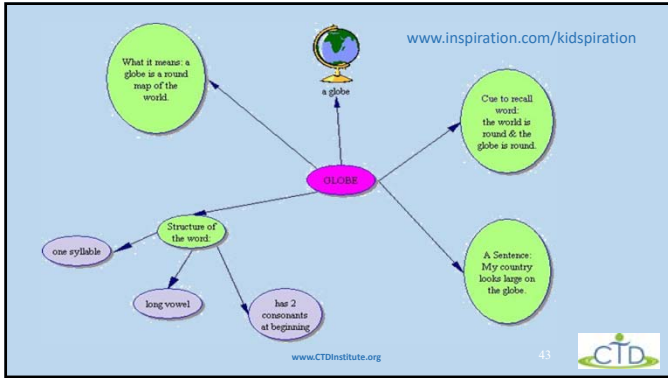 www.inspiration.com/kidspiration
What it means: a
globe is a round
map of the
world.
a globe
Cue to recall
word:
the world is
round & the
globe is round.
GLOBE
Structure of
the word:
one syllable
long vowel
has 2
consonants
at beginning
A Sentence:
My country
looks large on
the globe.
www.CTDInstitute.org
43
CTD